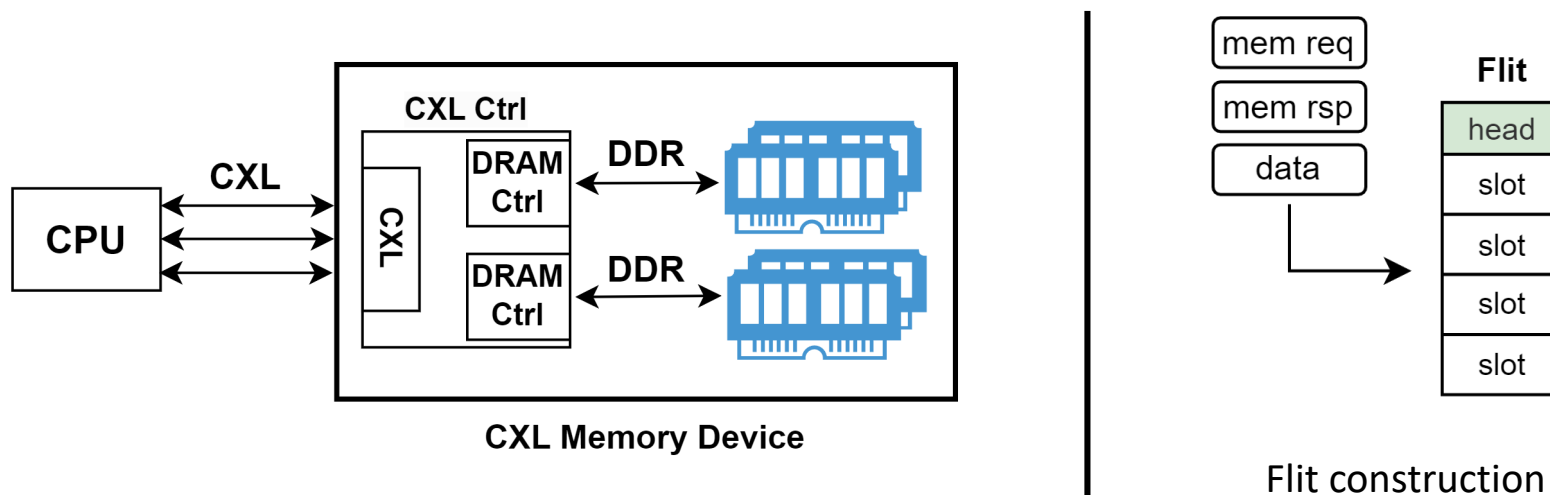 CPU
CXL
CXL Ctrl
CXL
DRAM
Ctrl
DDR
DRAM
Ctrl
DDR
CXL Memory Device
mem req
mem rsp
data
Flit
head
slot
slot
slot
slot
Flit construction